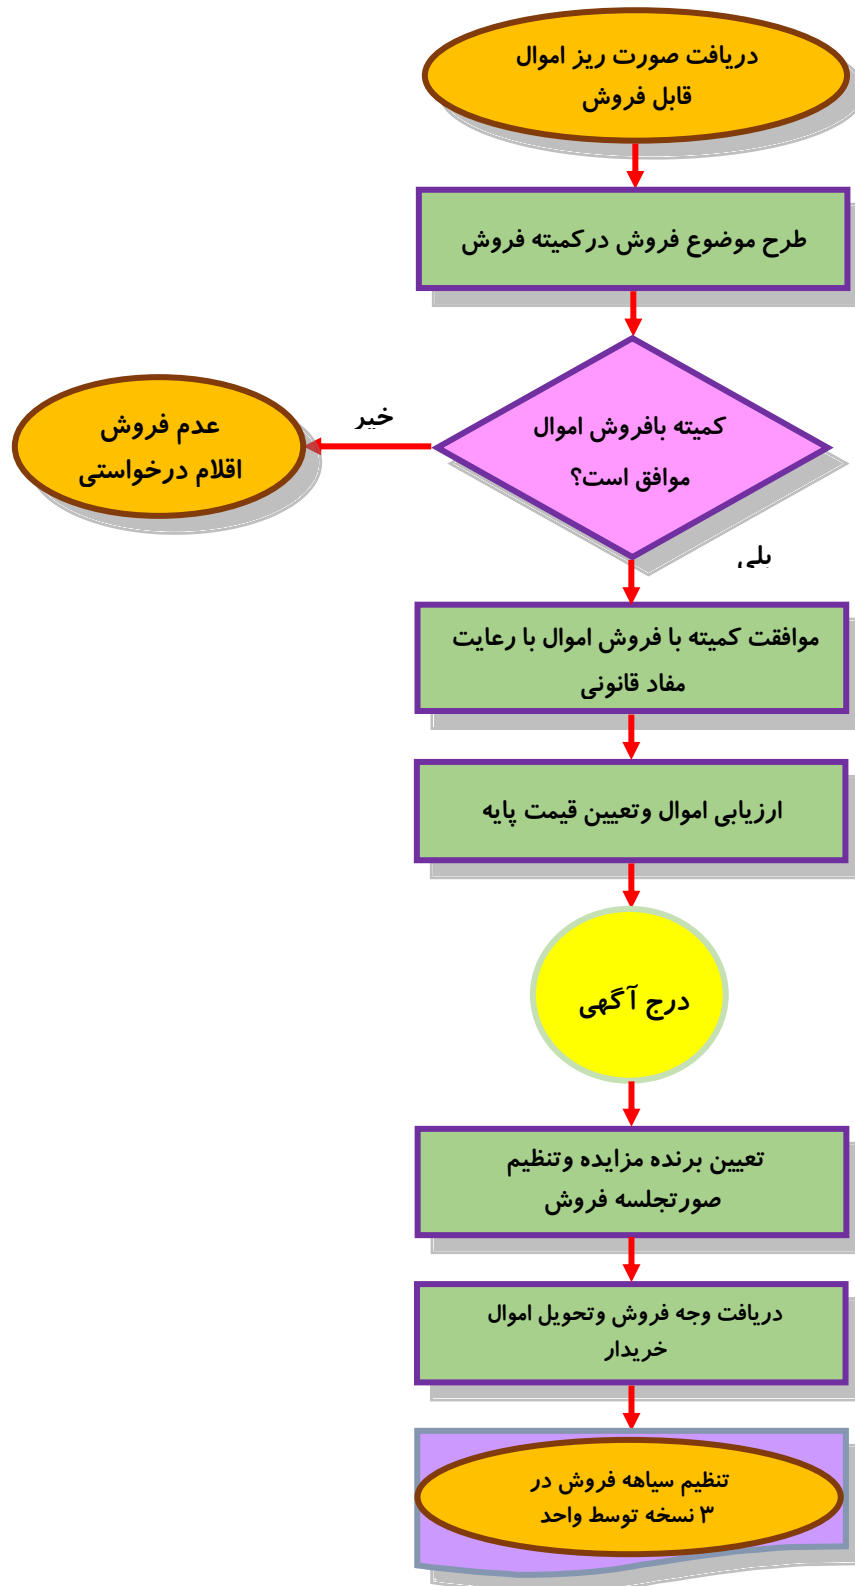 دریافت صورت ریز اموال
قابل فروش
طرح موضوع فروش درکمیته فروش
کمیته بافروش اموال
موافق است؟
خیر
عدم فروش
اقلام درخواستی
بلی
موافقت کمیته با فروش اموال با رعایت
مفاد قانونی
ارزیابی اموال وتعیین قیمت پایه
درج آگهی
تعیین برنده مزایده وتنظیم
صورتجلسه فروش
دریافت وجه فروش وتحویل اموال
خریدار
تنظیم سیاهه فروش در
۳ نسخه توسط واحد